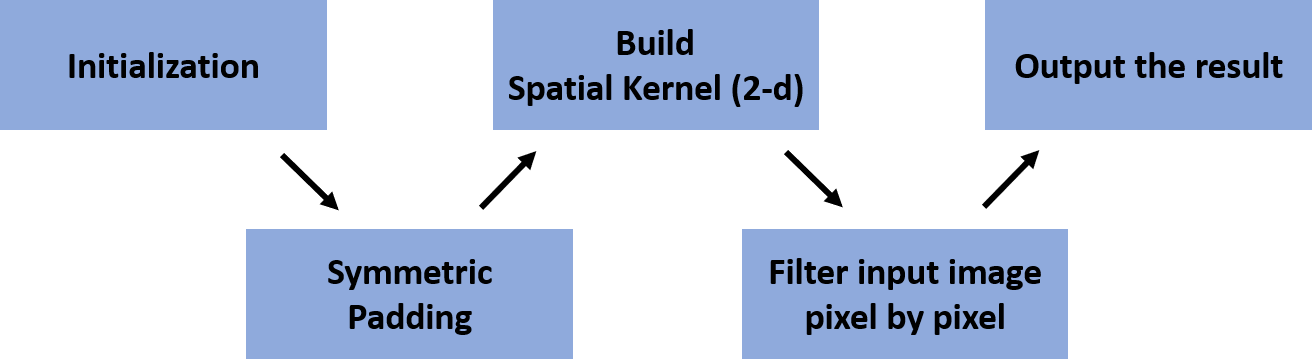 Initialization
Symmetric
Padding
Build
Spatial Kernel (2-d)
Filter input image
pixel by pixel
Output the result